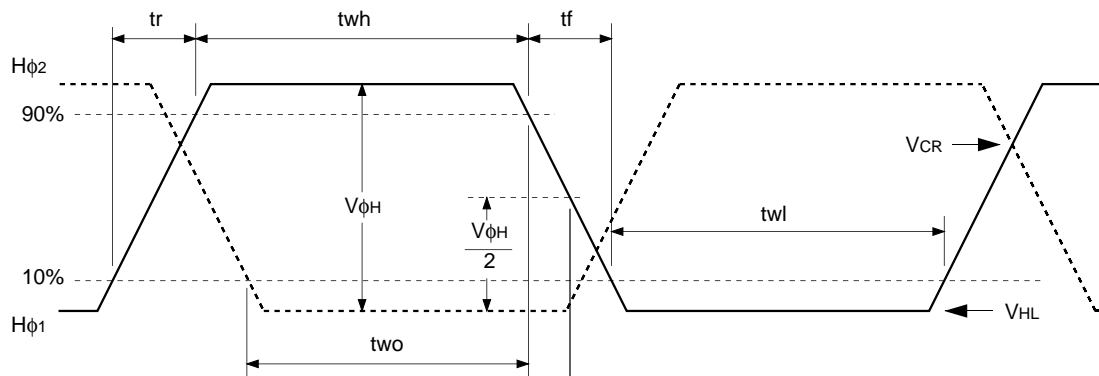 tr
twh
tf
Hϕ2
90%
VCR
VϕH
VϕH
2
twl
10%
VHL
Hϕ1
two